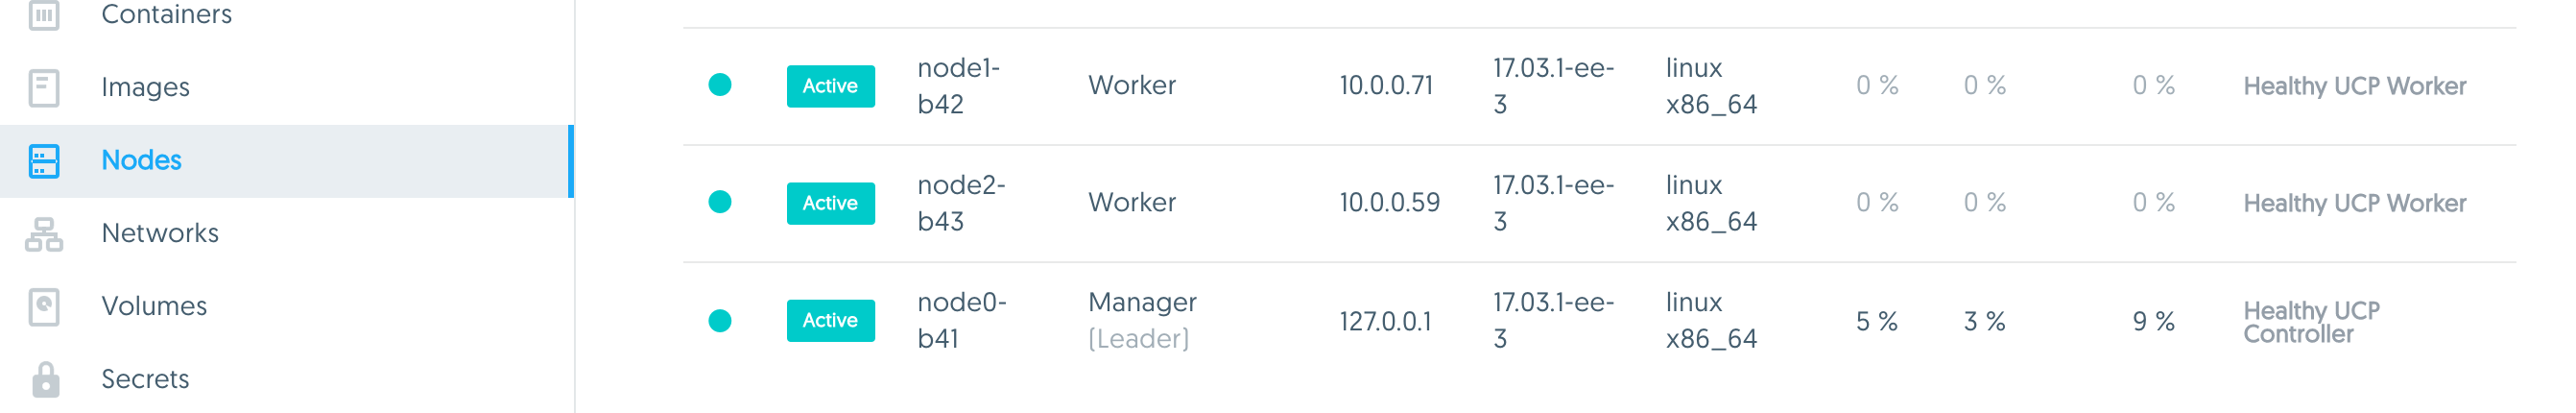 Containers
Images
Nodes
Networks
Volumes
Secrets
Active node1-b42 Worker 10.0.0.71 17.03.1-ee-3 linux x86_64 0 % 0 % 0 % Healthy UCP Worker
Active node2-b43 Worker 10.0.0.59 17.03.1-ee-3 linux x86_64 0 % 0 % 0 % Healthy UCP Worker
Active node0-b41 Manager (Leader) 127.0.0.1 17.03.1-ee-3 linux x86_64 5 % 3 % 9 % Healthy UCP Controller